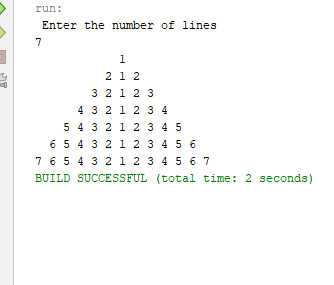 run:
 Enter the number of lines
7
            1
          2 1 2
        3 2 1 2 3
      4 3 2 1 2 3 4
    5 4 3 2 1 2 3 4 5
  6 5 4 3 2 1 2 3 4 5 6
7 6 5 4 3 2 1 2 3 4 5 6 7
BUILD SUCCESSFUL (total time: 2 seconds)